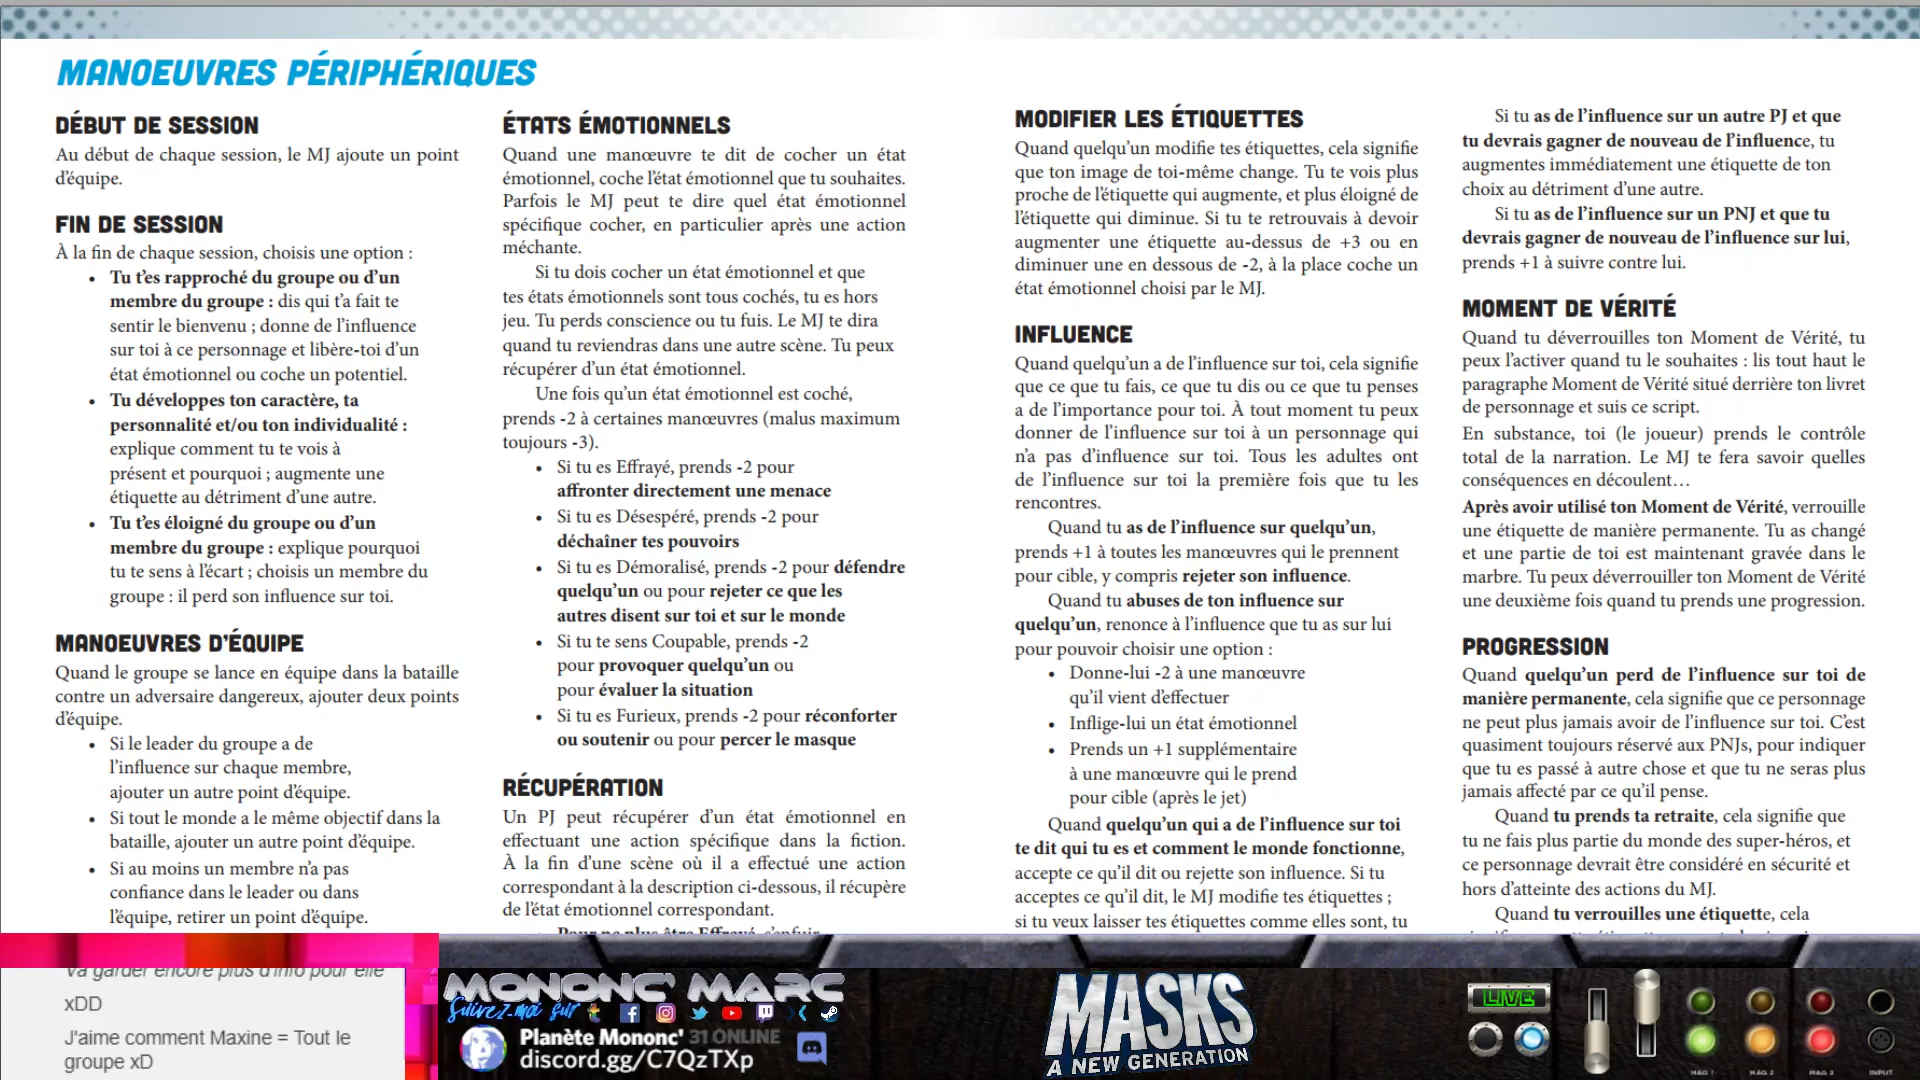 MANOEUVRES PÉRIPHÉRIQUES
DÉBUT DE SESSION
Au début de chaque session, le MJ ajoute un point
d'équipe.
FIN DE SESSION
À la fin de chaque session, choisis une option :
• Tu t'es rapproché du groupe ou d'un
membre du groupe : dis qui t'a fait te
sentir le bienvenu ; donne de l'influence
sur toi à ce personnage et libère-toi d'un
état émotionnel ou coche un potentiel.
• Tu développes ton caractère, ta
personnalité et/ou ton individualité :
explique comment tu te vois à
présent et pourquoi ; augmente une
étiquette au détriment d'une autre.
• Tu t'es éloigné du groupe ou d'un
membre du groupe : explique pourquoi
tu te sens à l'écart ; choisis un membre du
groupe : il perd son influence sur toi.
MANOEUVRES D'ÉQUIPE
Quand le groupe se lance en équipe dans la bataille
contre un adversaire dangereux, ajouter deux points
d'équipe.
• Si le leader du groupe a de
l'influence sur chaque membre,
ajouter un autre point d'équipe.
• Si tout le monde a le même objectif dans la
bataille, ajouter un autre point d'équipe.
• Si au moins un membre n'a pas
confiance dans le leader ou dans
l'équipe, retirer un point d'équipe.
ÉTATS ÉMOTIONNELS
Quand une manœuvre te dit de cocher un état
émotionnel, coche l'état émotionnel que tu souhaites.
Parfois le MJ peut te dire quel état émotionnel
spécifique cocher, en particulier après une action
méchante.
Si tu dois cocher un état émotionnel et que
tes états émotionnels sont tous cochés, tu es hors
jeu. Tu perds conscience ou tu fuis. Le MJ te dira
quand tu reviendras dans une autre scène. Tu peux
récupérer d'un état émotionnel.
Une fois qu'un état émotionnel est coché,
prends -2 à certaines manœuvres (malus maximum
toujours -3).
• Si tu es Effrayé, prends -2 pour
affronter directement une menace
• Si tu es Désespéré, prends -2 pour
déchaîner tes pouvoirs
• Si tu es Démoralisé, prends -2 pour défendre
quelqu'un ou pour rejeter ce que les
autres disent sur toi et sur le monde
• Si tu te sens Coupable, prends -2
pour provoquer quelqu'un ou
pour évaluer la situation
• Si tu es Furieux, prends -2 pour réconforter
ou soutenir ou pour percer le masque
RÉCUPÉRATION
Un PJ peut récupérer d'un état émotionnel en
effectuant une action spécifique dans la fiction.
À la fin d'une scène où il a effectué une action
correspondant à la description ci-dessous, il récupère
de l'état émotionnel correspondant.
Pour ne plus être Effrayé, s'enfuir
MODIFIER LES ÉTIQUETTES
Quand quelqu'un modifie tes étiquettes, cela signifie
que ton image de toi-même change. Tu te vois plus
proche de l'étiquette qui augmente, et plus éloigné de
l'étiquette qui diminue. Si tu te retrouvais à devoir
augmenter une étiquette au-dessus de +3 ou en
diminuer une en dessous de -2, à la place coche un
état émotionnel choisi par le MJ.
INFLUENCE
Quand quelqu'un a de l'influence sur toi, cela signifie
que ce que tu fais, ce que tu dis ou ce que tu penses
a de l'importance pour toi. À tout moment tu peux
donner de l'influence sur toi à un personnage qui
n'a pas d'influence sur toi. Tous les adultes ont
de l'influence sur toi la première fois que tu les
rencontres.
Quand tu as de l'influence sur quelqu'un,
prends +1 à toutes les manœuvres qui le prennent
pour cible, y compris rejeter son influence.
Quand tu abuses de ton influence sur
quelqu'un, renonce à l'influence que tu as sur lui
pour pouvoir choisir une option :
• Donne-lui -2 à une manœuvre
qu'il vient d'effectuer
• Inflige-lui un état émotionnel
• Prends un +1 supplémentaire
à une manœuvre qui le prend
pour cible (après le jet)
Quand quelqu'un qui a de l'influence sur toi
te dit qui tu es et comment le monde fonctionne,
accepte ce qu'il dit ou rejette son influence. Si tu
acceptes ce qu'il dit, le MJ modifie tes étiquettes ;
si tu veux laisser tes étiquettes comme elles sont, tu
Si tu as de l'influence sur un autre PJ et que
tu devrais gagner de nouveau de l'influence, tu
augmentes immédiatement une étiquette de ton
choix au détriment d'une autre.
Si tu as de l'influence sur un PNJ et que tu
devrais gagner de nouveau de l'influence sur lui,
prends +1 à suivre contre lui.
MOMENT DE VÉRITÉ
Quand tu déverrouilles ton Moment de Vérité, tu
peux l'activer quand tu le souhaites : lis tout haut le
paragraphe Moment de Vérité situé derrière ton livret
de personnage et suis ce script.
En substance, toi (le joueur) prends le contrôle
total de la narration. Le MJ te fera savoir quelles
conséquences en découlent…
Après avoir utilisé ton Moment de Vérité, verrouille
une étiquette de manière permanente. Tu as changé
et une partie de toi est maintenant gravée dans le
marbre. Tu peux déverrouiller ton Moment de Vérité
une deuxième fois quand tu prends une progression.
PROGRESSION
Quand quelqu'un perd de l'influence sur toi de
manière permanente, cela signifie que ce personnage
ne peut plus jamais avoir de l'influence sur toi. C'est
quasiment toujours réservé aux PNJs, pour indiquer
que tu es passé à autre chose et que tu ne seras plus
jamais affecté par ce qu'il pense.
Quand tu prends ta retraite, cela signifie que
tu ne fais plus partie du monde des super-héros, et
ce personnage devrait être considéré en sécurité et
hors d'atteinte des actions du MJ.
Quand tu verrouilles une étiquette, cela
Va garder encore plus d'info pour elle
xDD
J'aime comment Maxine = Tout le
groupe xD
MONONC' MARC
Suivez-moi sur
Planète Mononc' 31 ONLINE
discord.gg/C7QzTXp
MASKS
A NEW GENERATION
LIVE
MAG 1
MAG 2
MAG 3
INPUT